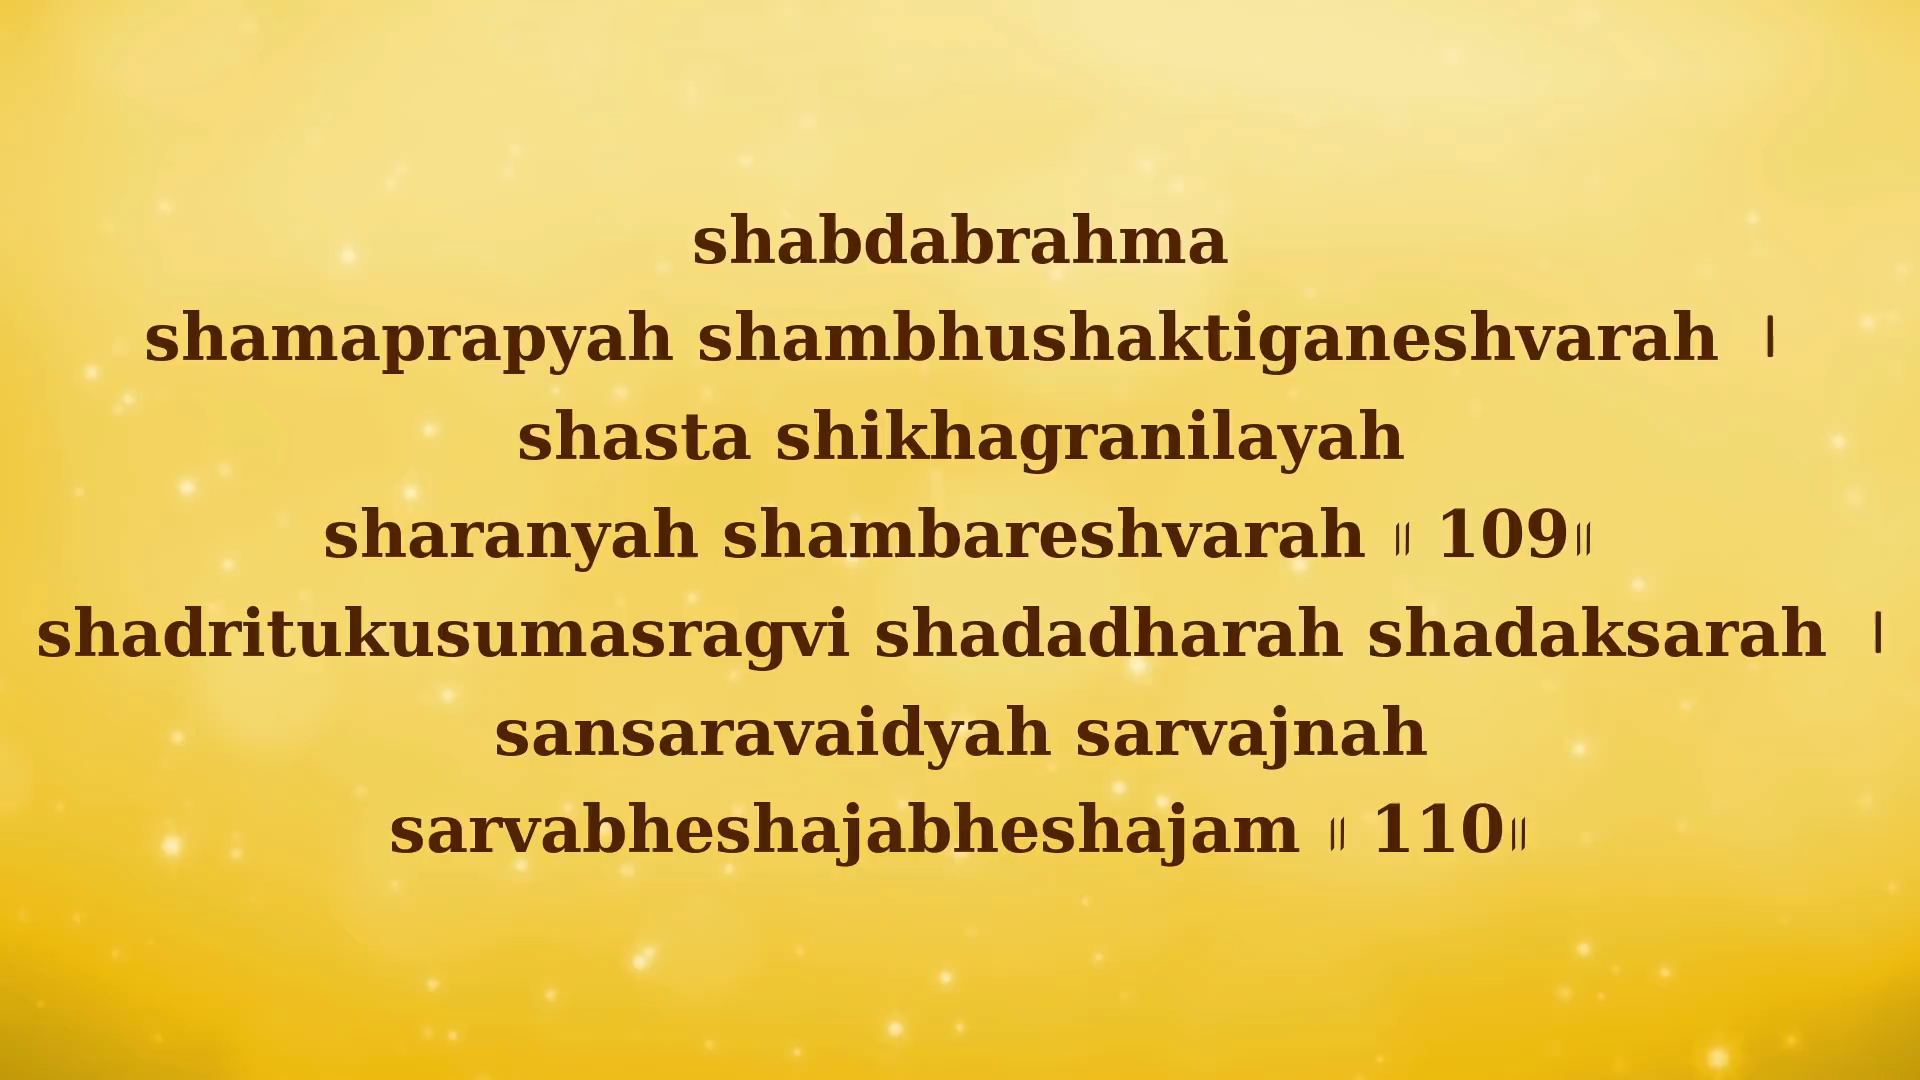 shabdabrahma
shamaprapyah shambhushaktiganeshvarah ।
shasta shikhagranilayah
sharanyah shambareshvarah ॥ 109॥
shadritukusumasragvi shadadharah shadaksarah ।
sansaravaidyah sarvajnah
sarvabheshajabheshajam ॥ 110॥